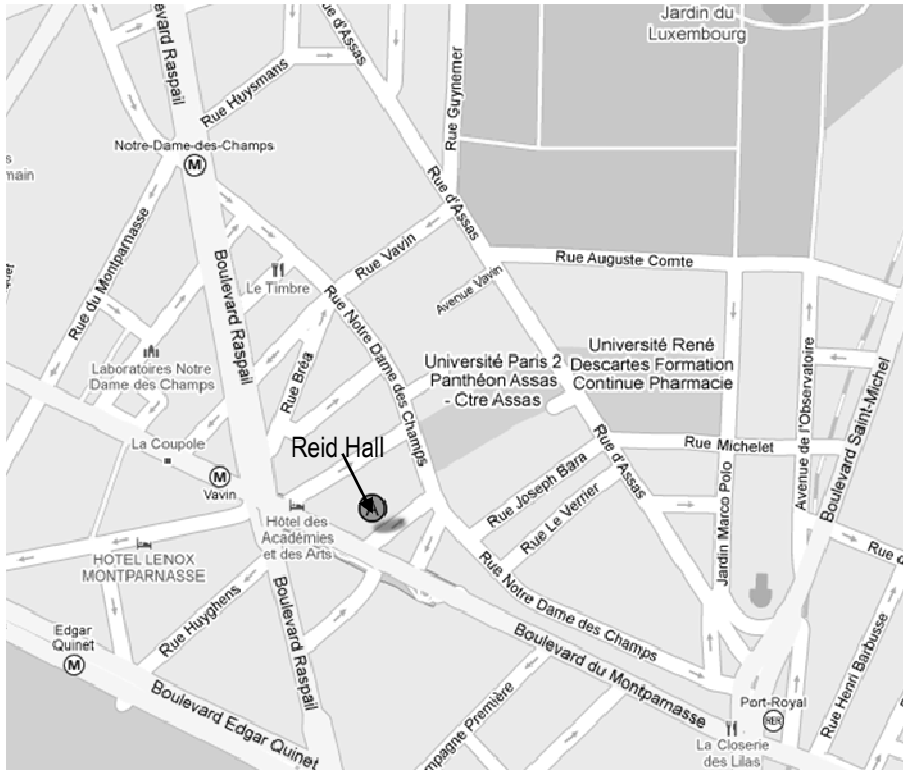 Jardin du
Luxembourg
Boulevard Raspail
Rue d'Assas
Rue Huysmans
Rue Guynemer
Notre-Dame-des-Champs
M
main
Rue d'Assas
Rue du Montparnasse
Rue Vavin
Rue Auguste Comte
Boulevard Raspail
Le Timbre
Avenue Vavin
Rue Notre Dame des Champs
Laboratoires Notre
Dame des Champs
Rue Bréa
Université Paris 2
Panthéon Assas
- Ctre Assas
Université René
Descartes Formation
Continue Pharmacie
Avenue de l'Observatoire
Boulevard Saint-Michel
La Coupole
Reid Hall
Rue d'Assas
Rue Michelet
M
Vavin
Rue Joseph Bara
Rue Le Verrier
Jardin Marco Polo
A
Hôtel des
Académies
et des Arts
HOTEL LENOX
MONTPARNASSE
Rue d
Rue Huyghens
Boulevard Raspail
Rue Notre Dame des Champs
Rue Henri Barbusse
Edgar
Quinet
M
Boulevard du Montparnasse
Boulevard Edgar Quinet
mpagne Première
Port-Royal
RER
La Closerie
des Lilas